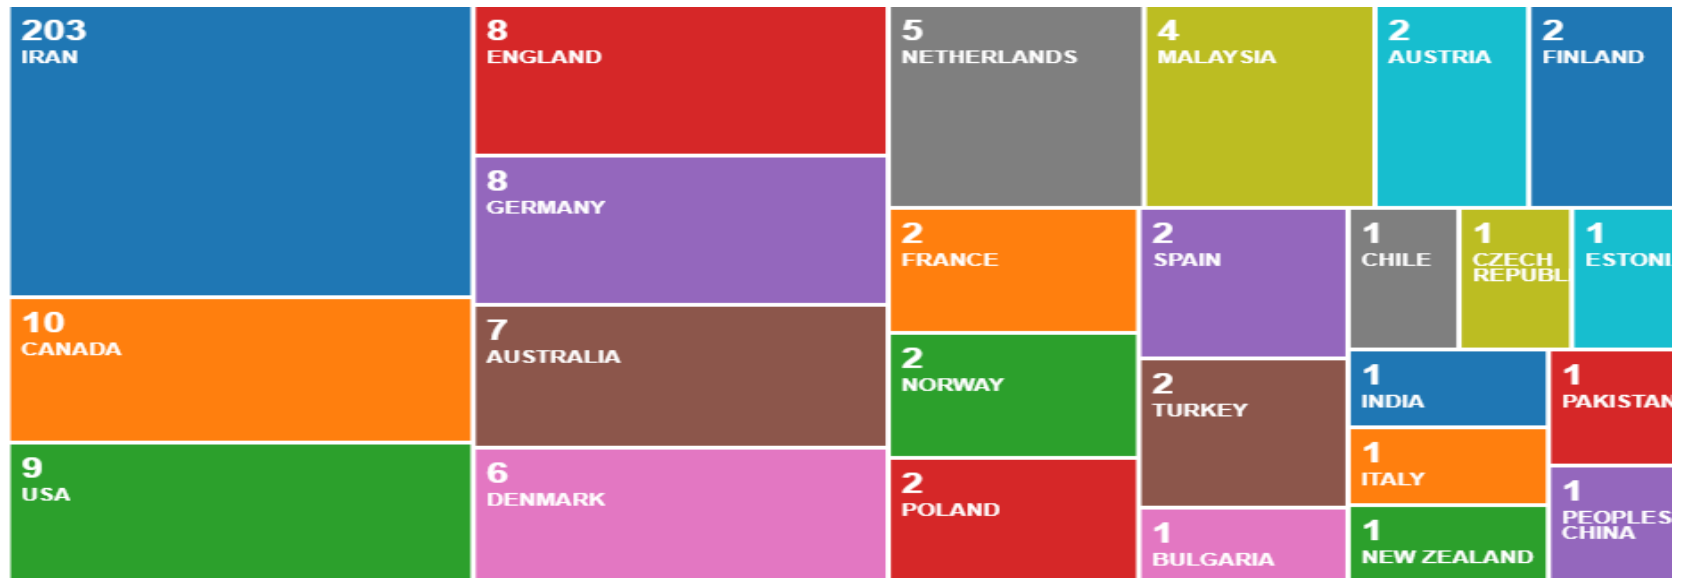 203
IRAN
10
CANADA
9
USA
8
ENGLAND
8
GERMANY
7
AUSTRALIA
6
DENMARK
5
NETHERLANDS
4
MALAYSIA
2
AUSTRIA
2
FINLAND
2
FRANCE
2
NORWAY
2
POLAND
2
SPAIN
2
TURKEY
1
BULGARIA
1
CHILE
1
CZECH
REPUBL
1
ESTONI
1
INDIA
1
ITALY
1
NEW ZEALAND
1
PAKISTAN
1
PEOPLES
CHINA